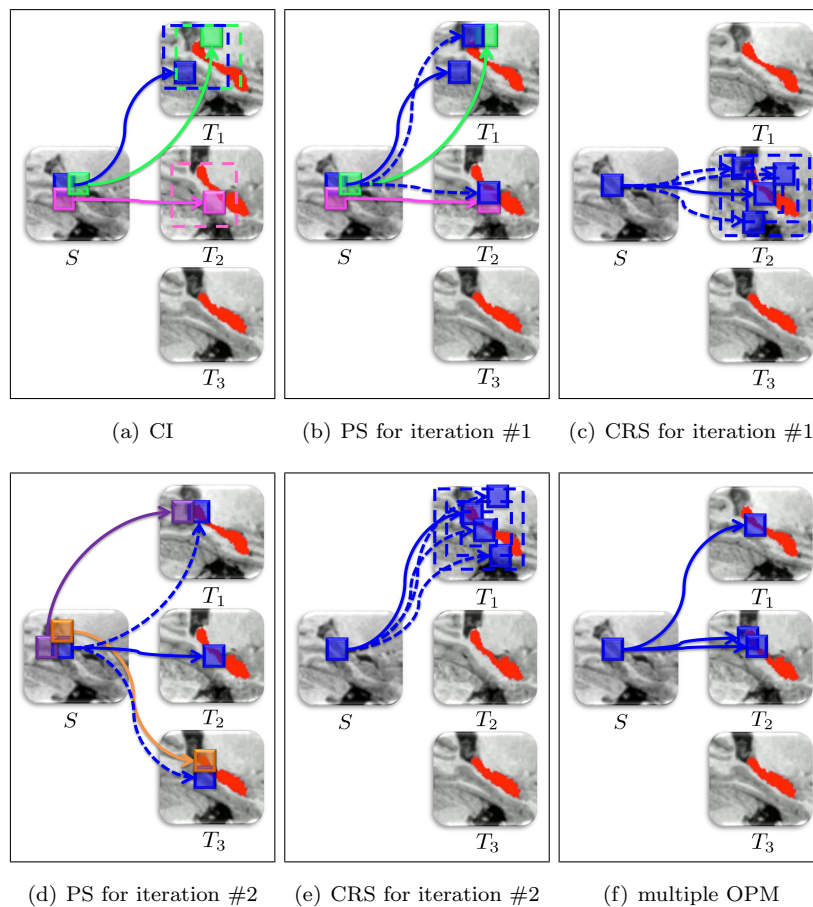 T1
S
T2
T3
(a) CI
T1
S
T2
T3
(b) PS for iteration #1
T1
S
T2
T3
(c) CRS for iteration #1
T1
S
T2
T3
(d) PS for iteration #2
T1
S
T2
T3
(e) CRS for iteration #2
T1
S
T2
T3
(f) multiple OPM